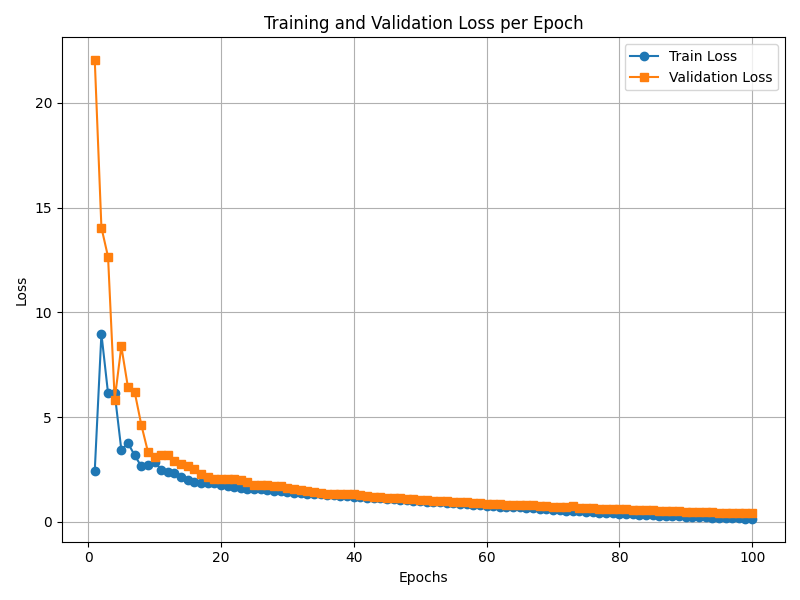 Training and Validation Loss per Epoch
Train Loss
Validation Loss
20
15
10
5
0
Loss
0 20 40 60 80 100
Epochs